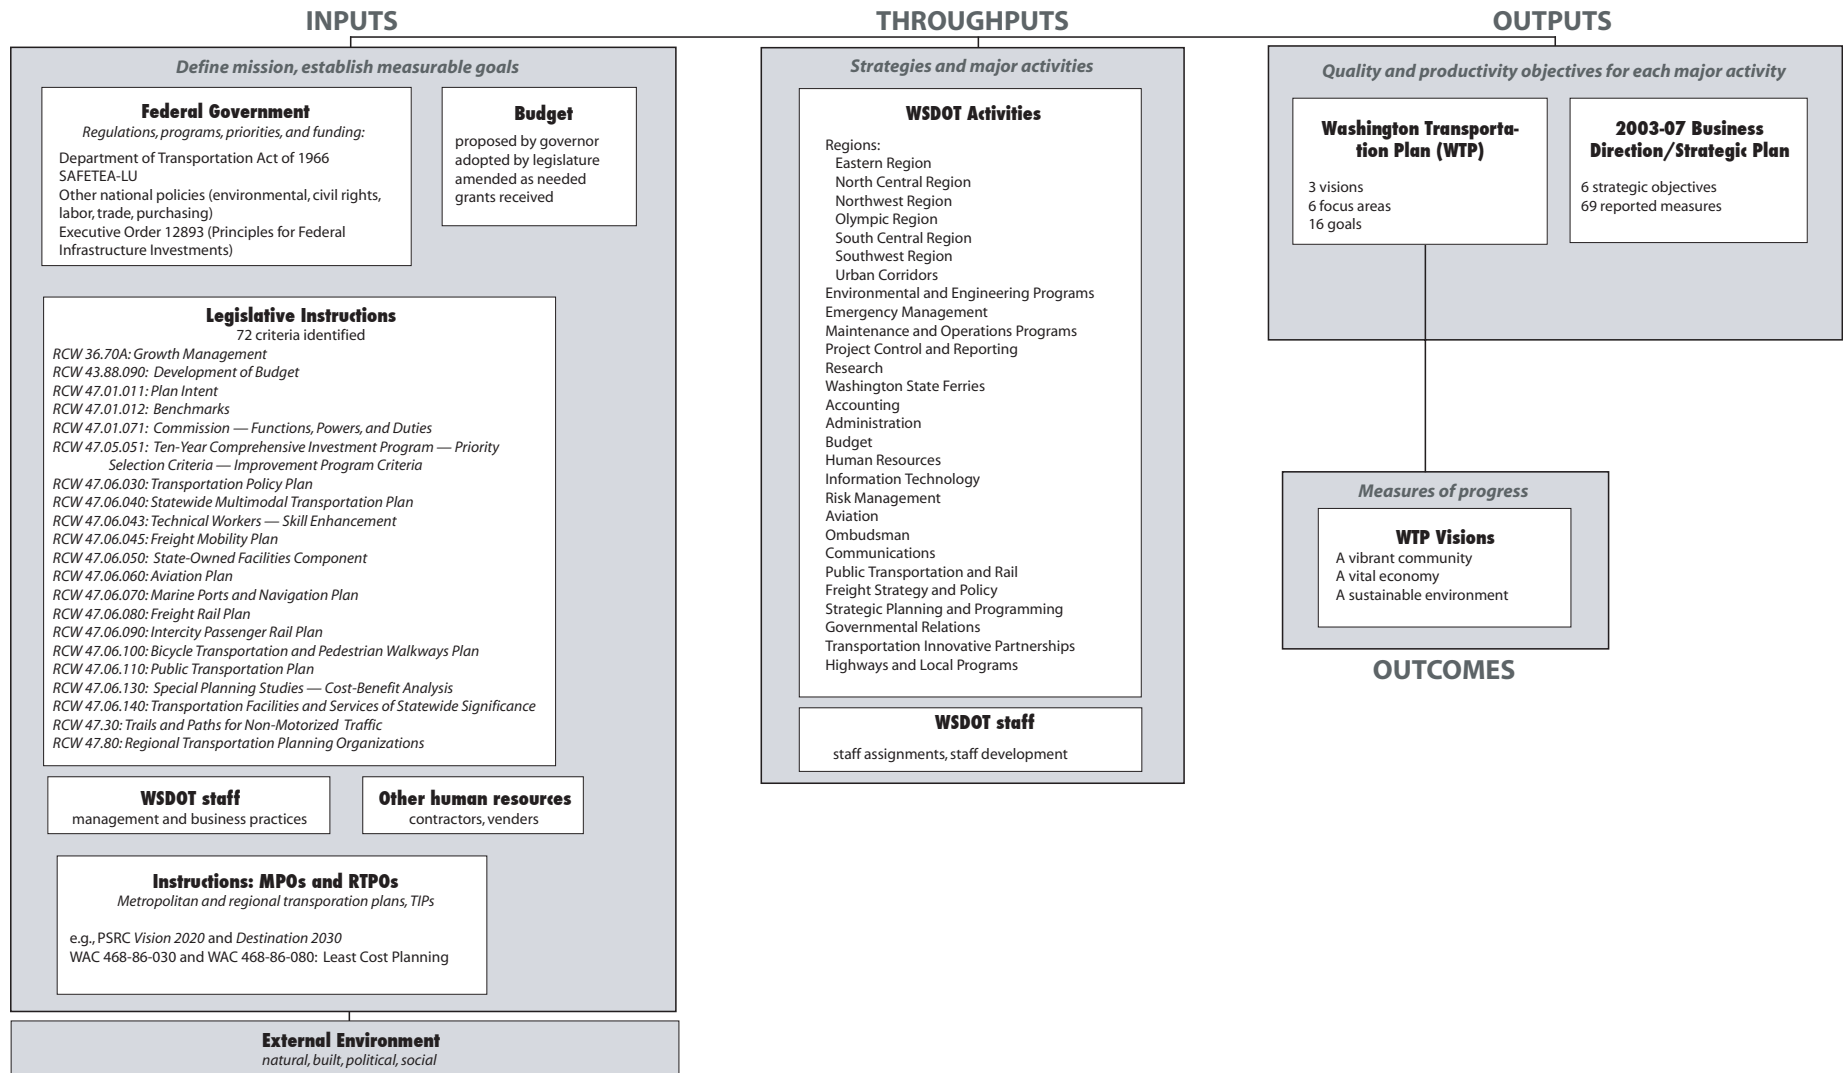 INPUTS
Define mission, establish measurable goals
Federal Government
Regulations, programs, priorities, and funding:
Department of Transportation Act of 1966
SAFETEA-LU
Other national policies (environmental, civil rights,
labor, trade, purchasing)
Executive Order 12893 (Principles for Federal
Infrastructure Investments)
Budget
proposed by governor
adopted by legislature
amended as needed
grants received
Legislative Instructions
72 criteria identified
RCW 36.70A: Growth Management
RCW 43.88.090: Development of Budget
RCW 47.01.011: Plan Intent
RCW 47.01.012: Benchmarks
RCW 47.01.071: Commission — Functions, Powers, and Duties
RCW 47.05.051: Ten-Year Comprehensive Investment Program — Priority
Selection Criteria — Improvement Program Criteria
RCW 47.06.030: Transportation Policy Plan
RCW 47.06.040: Statewide Multimodal Transportation Plan
RCW 47.06.043: Technical Workers — Skill Enhancement
RCW 47.06.045: Freight Mobility Plan
RCW 47.06.050: State-Owned Facilities Component
RCW 47.06.060: Aviation Plan
RCW 47.06.070: Marine Ports and Navigation Plan
RCW 47.06.080: Freight Rail Plan
RCW 47.06.090: Intercity Passenger Rail Plan
RCW 47.06.100: Bicycle Transportation and Pedestrian Walkways Plan
RCW 47.06.110: Public Transportation Plan
RCW 47.06.130: Special Planning Studies — Cost-Benefit Analysis
RCW 47.06.140: Transportation Facilities and Services of Statewide Significance
RCW 47.30: Trails and Paths for Non-Motorized Traffic
RCW 47.80: Regional Transportation Planning Organizations
WSDOT staff
management and business practices
Other human resources
contractors, venders
Instructions: MPOs and RTPOs
Metropolitan and regional transporation plans, TIPs
e.g., PSRC Vision 2020 and Destination 2030
WAC 468-86-030 and WAC 468-86-080: Least Cost Planning
External Environment
natural, built, political, social
THROUGHPUTS
Strategies and major activities
WSDOT Activities
Regions:
Eastern Region
North Central Region
Northwest Region
Olympic Region
South Central Region
Southwest Region
Urban Corridors
Environmental and Engineering Programs
Emergency Management
Maintenance and Operations Programs
Project Control and Reporting
Research
Washington State Ferries
Accounting
Administration
Budget
Human Resources
Information Technology
Risk Management
Aviation
Ombudsman
Communications
Public Transportation and Rail
Freight Strategy and Policy
Strategic Planning and Programming
Governmental Relations
Transportation Innovative Partnerships
Highways and Local Programs
WSDOT staff
staff assignments, staff development
OUTPUTS
Quality and productivity objectives for each major activity
Washington Transporta-
tion Plan (WTP)
3 visions
6 focus areas
16 goals
2003-07 Business
Direction/Strategic Plan
6 strategic objectives
69 reported measures
Measures of progress
WTP Visions
A vibrant community
A vital economy
A sustainable environment
OUTCOMES